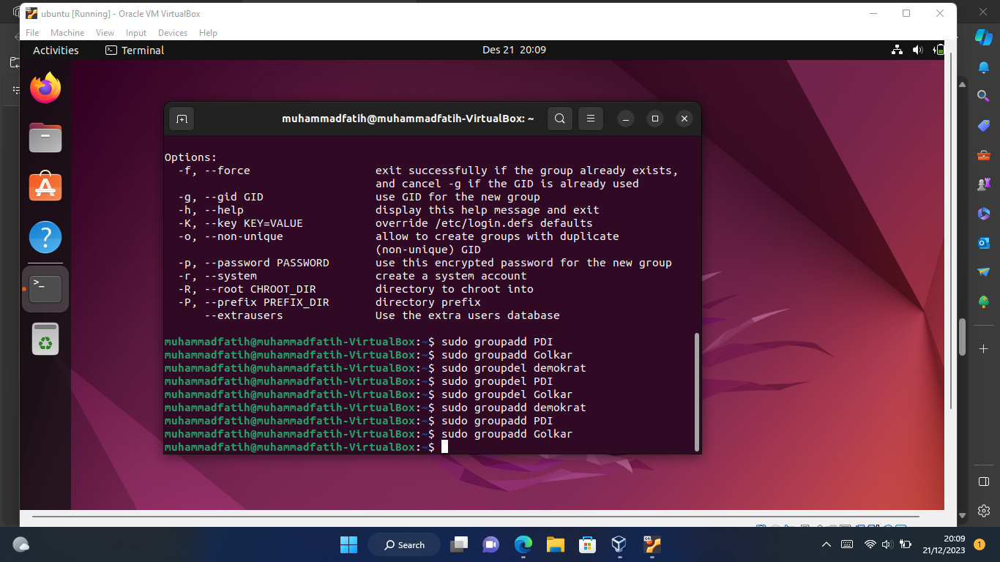 ubuntu [Running] - Oracle VM VirtualBox
File Machine View Input Devices Help
Activities Terminal Des 21 20:09
muhammadfatih@muhammadfatih-VirtualBox: ~
Options:
-f, --force exit successfully if the group already exists,
and cancel -g if the GID is already used
-g, --gid GID use GID for the new group
-h, --help display this help message and exit
-K, --key KEY=VALUE override /etc/login.defs defaults
-o, --non-unique allow to create groups with duplicate
(non-unique) GID
-p, --password PASSWORD use this encrypted password for the new group
-r, --system create a system account
-R, --root CHROOT_DIR directory to chroot into
-P, --prefix PREFIX_DIR directory prefix
--extrausers Use the extra users database
muhammadfatih@muhammadfatih-VirtualBox:~$ sudo groupadd PDI
muhammadfatih@muhammadfatih-VirtualBox:~$ sudo groupadd Golkar
muhammadfatih@muhammadfatih-VirtualBox:~$ sudo groupdel demokrat
muhammadfatih@muhammadfatih-VirtualBox:~$ sudo groupdel PDI
muhammadfatih@muhammadfatih-VirtualBox:~$ sudo groupdel Golkar
muhammadfatih@muhammadfatih-VirtualBox:~$ sudo groupadd demokrat
muhammadfatih@muhammadfatih-VirtualBox:~$ sudo groupadd PDI
muhammadfatih@muhammadfatih-VirtualBox:~$ sudo groupadd Golkar
muhammadfatih@muhammadfatih-VirtualBox:~$
Search
20:09
21/12/2023
1